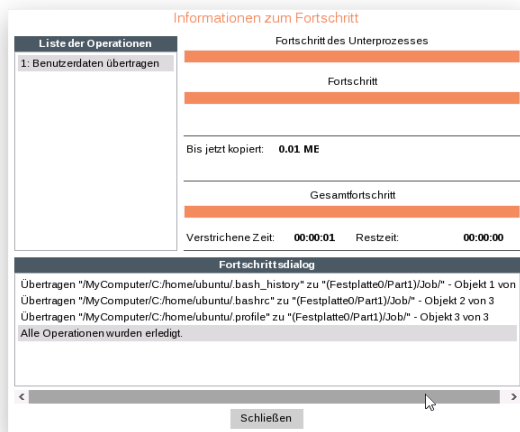 Informationen zum Fortschritt
Liste der Operationen
1: Benutzerdaten übertragen
Fortschritt des Unterprozesses
Fortschritt
Bis jetzt kopiert: 0.01 ME
Gesamtfortschritt
Verstrichene Zeit: 00:00:01 Restzeit: 00:00:00
Fortschrittsdialog
Übertragen "/MyComputer/C:/home/ubuntu/.bash_history" zu "(Festplatte0/Part1)/Job/" - Objekt 1 von
Übertragen "/MyComputer/C:/home/ubuntu/.bashrc" zu "(Festplatte0/Part1)/Job/" - Objekt 2 von 3
Übertragen "/MyComputer/C:/home/ubuntu/.profile" zu "(Festplatte0/Part1)/Job/" - Objekt 3 von 3
Alle Operationen wurden erledigt.
Schließen